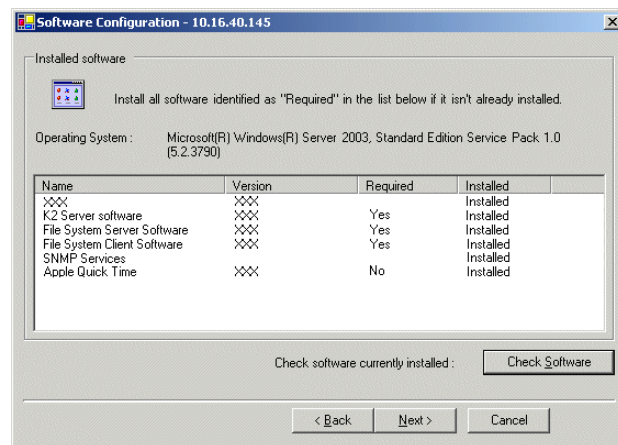 Software Configuration - 10.16.40.145
Installed software
Install all software identified as "Required" in the list below if it isn't already installed.
Operating System : Microsoft(R) Windows(R) Server 2003, Standard Edition Service Pack 1.0
(5.2.3790)
Name Version Required Installed
XXX XXX Installed
K2 Server software XXX Yes Installed
File System Server Software XXX Yes Installed
File System Client Software XXX Yes Installed
SNMP Services Installed
Apple Quick Time XXX No Installed
Check software currently installed : Check Software
< Back Next > Cancel